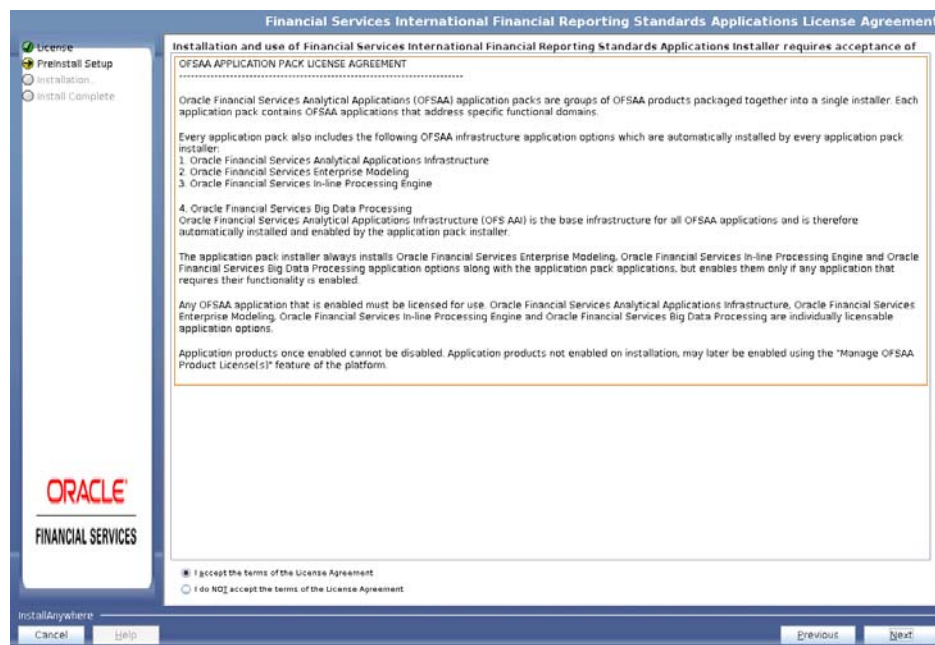 Financial Services International Financial Reporting Standards Applications License Agreement
License
Preinstall Setup
Installation...
Install Complete
Installation and use of Financial Services International Financial Reporting Standards Applications Installer requires acceptance of
OFSAA APPLICATION PACK LICENSE AGREEMENT
------------------------------------------------------------------------
Oracle Financial Services Analytical Applications (OFSAA) application packs are groups of OFSAA products packaged together into a single installer. Each
application pack contains OFSAA applications that address specific functional domains.
Every application pack also includes the following OFSAA infrastructure application options which are automatically installed by every application pack
installer:
1. Oracle Financial Services Analytical Applications Infrastructure
2. Oracle Financial Services Enterprise Modeling
3. Oracle Financial Services In-line Processing Engine
4. Oracle Financial Services Big Data Processing
Oracle Financial Services Analytical Applications Infrastructure (OFS AAI) is the base infrastructure for all OFSAA applications and is therefore
automatically installed and enabled by the application pack installer.
The application pack installer always installs Oracle Financial Services Enterprise Modeling, Oracle Financial Services In-line Processing Engine and Oracle
Financial Services Big Data Processing application options along with the application pack applications, but enables them only if any application that
requires their functionality is enabled.
Any OFSAA application that is enabled must be licensed for use. Oracle Financial Services Analytical Applications Infrastructure, Oracle Financial Services
Enterprise Modeling, Oracle Financial Services In-line Processing Engine and Oracle Financial Services Big Data Processing are individually licensable
application options.
Application products once enabled cannot be disabled. Application products not enabled on installation, may later be enabled using the "Manage OFSAA
Product License(s)" feature of the platform.
ORACLE
FINANCIAL SERVICES
I accept the terms of the License Agreement
I do NOT accept the terms of the License Agreement
InstallAnywhere
Cancel
Help
Previous
Next